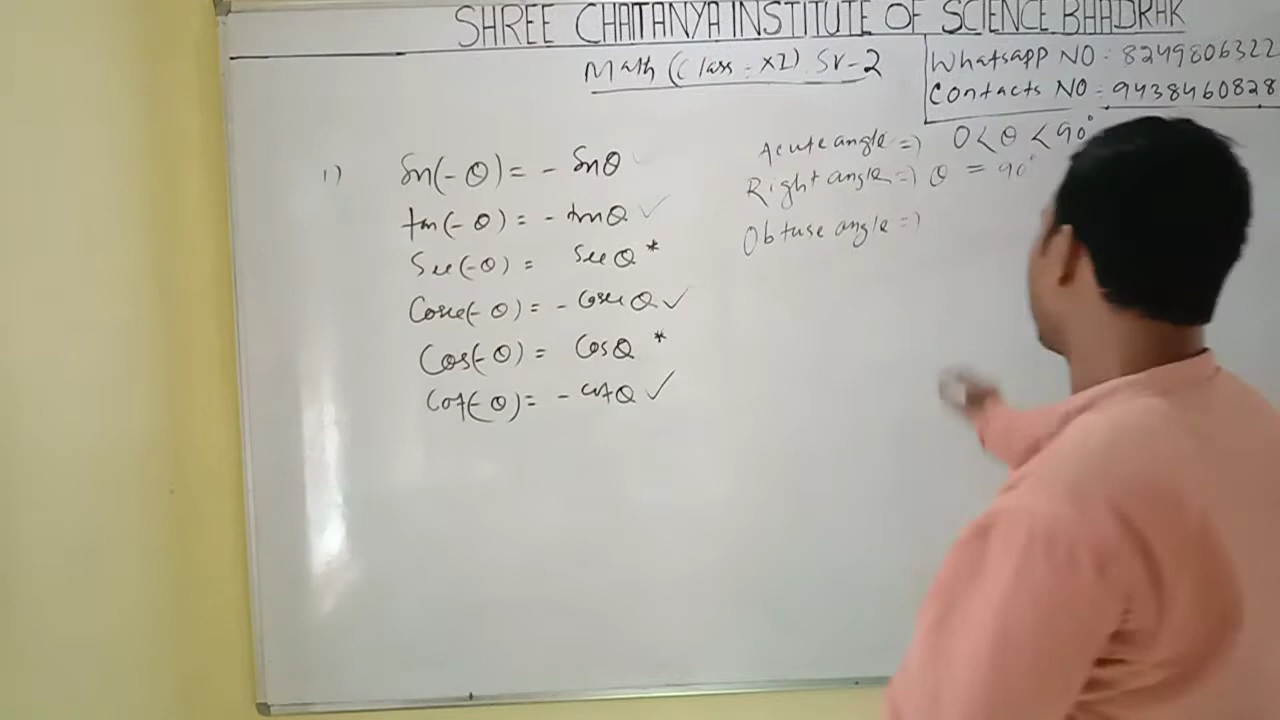 SHREE CHAITANYA INSTITUTE OF SCIENCE BHADRAK
Math (Class - XI) Sr-2
Whatsapp NO : 8249806322
Contacts NO : 9438460828
1) Sin(-θ) = - Sinθ
tan(-θ) = - tanθ ✓
Sec(-θ) = Secθ *
Cosec(-θ) = - Cosecθ ✓
Cos(-θ) = Cosθ *
Cot(-θ) = - cotθ ✓
Acute angle => 0 < θ < 90°
Right angle => θ = 90°
Obtuse angle =>